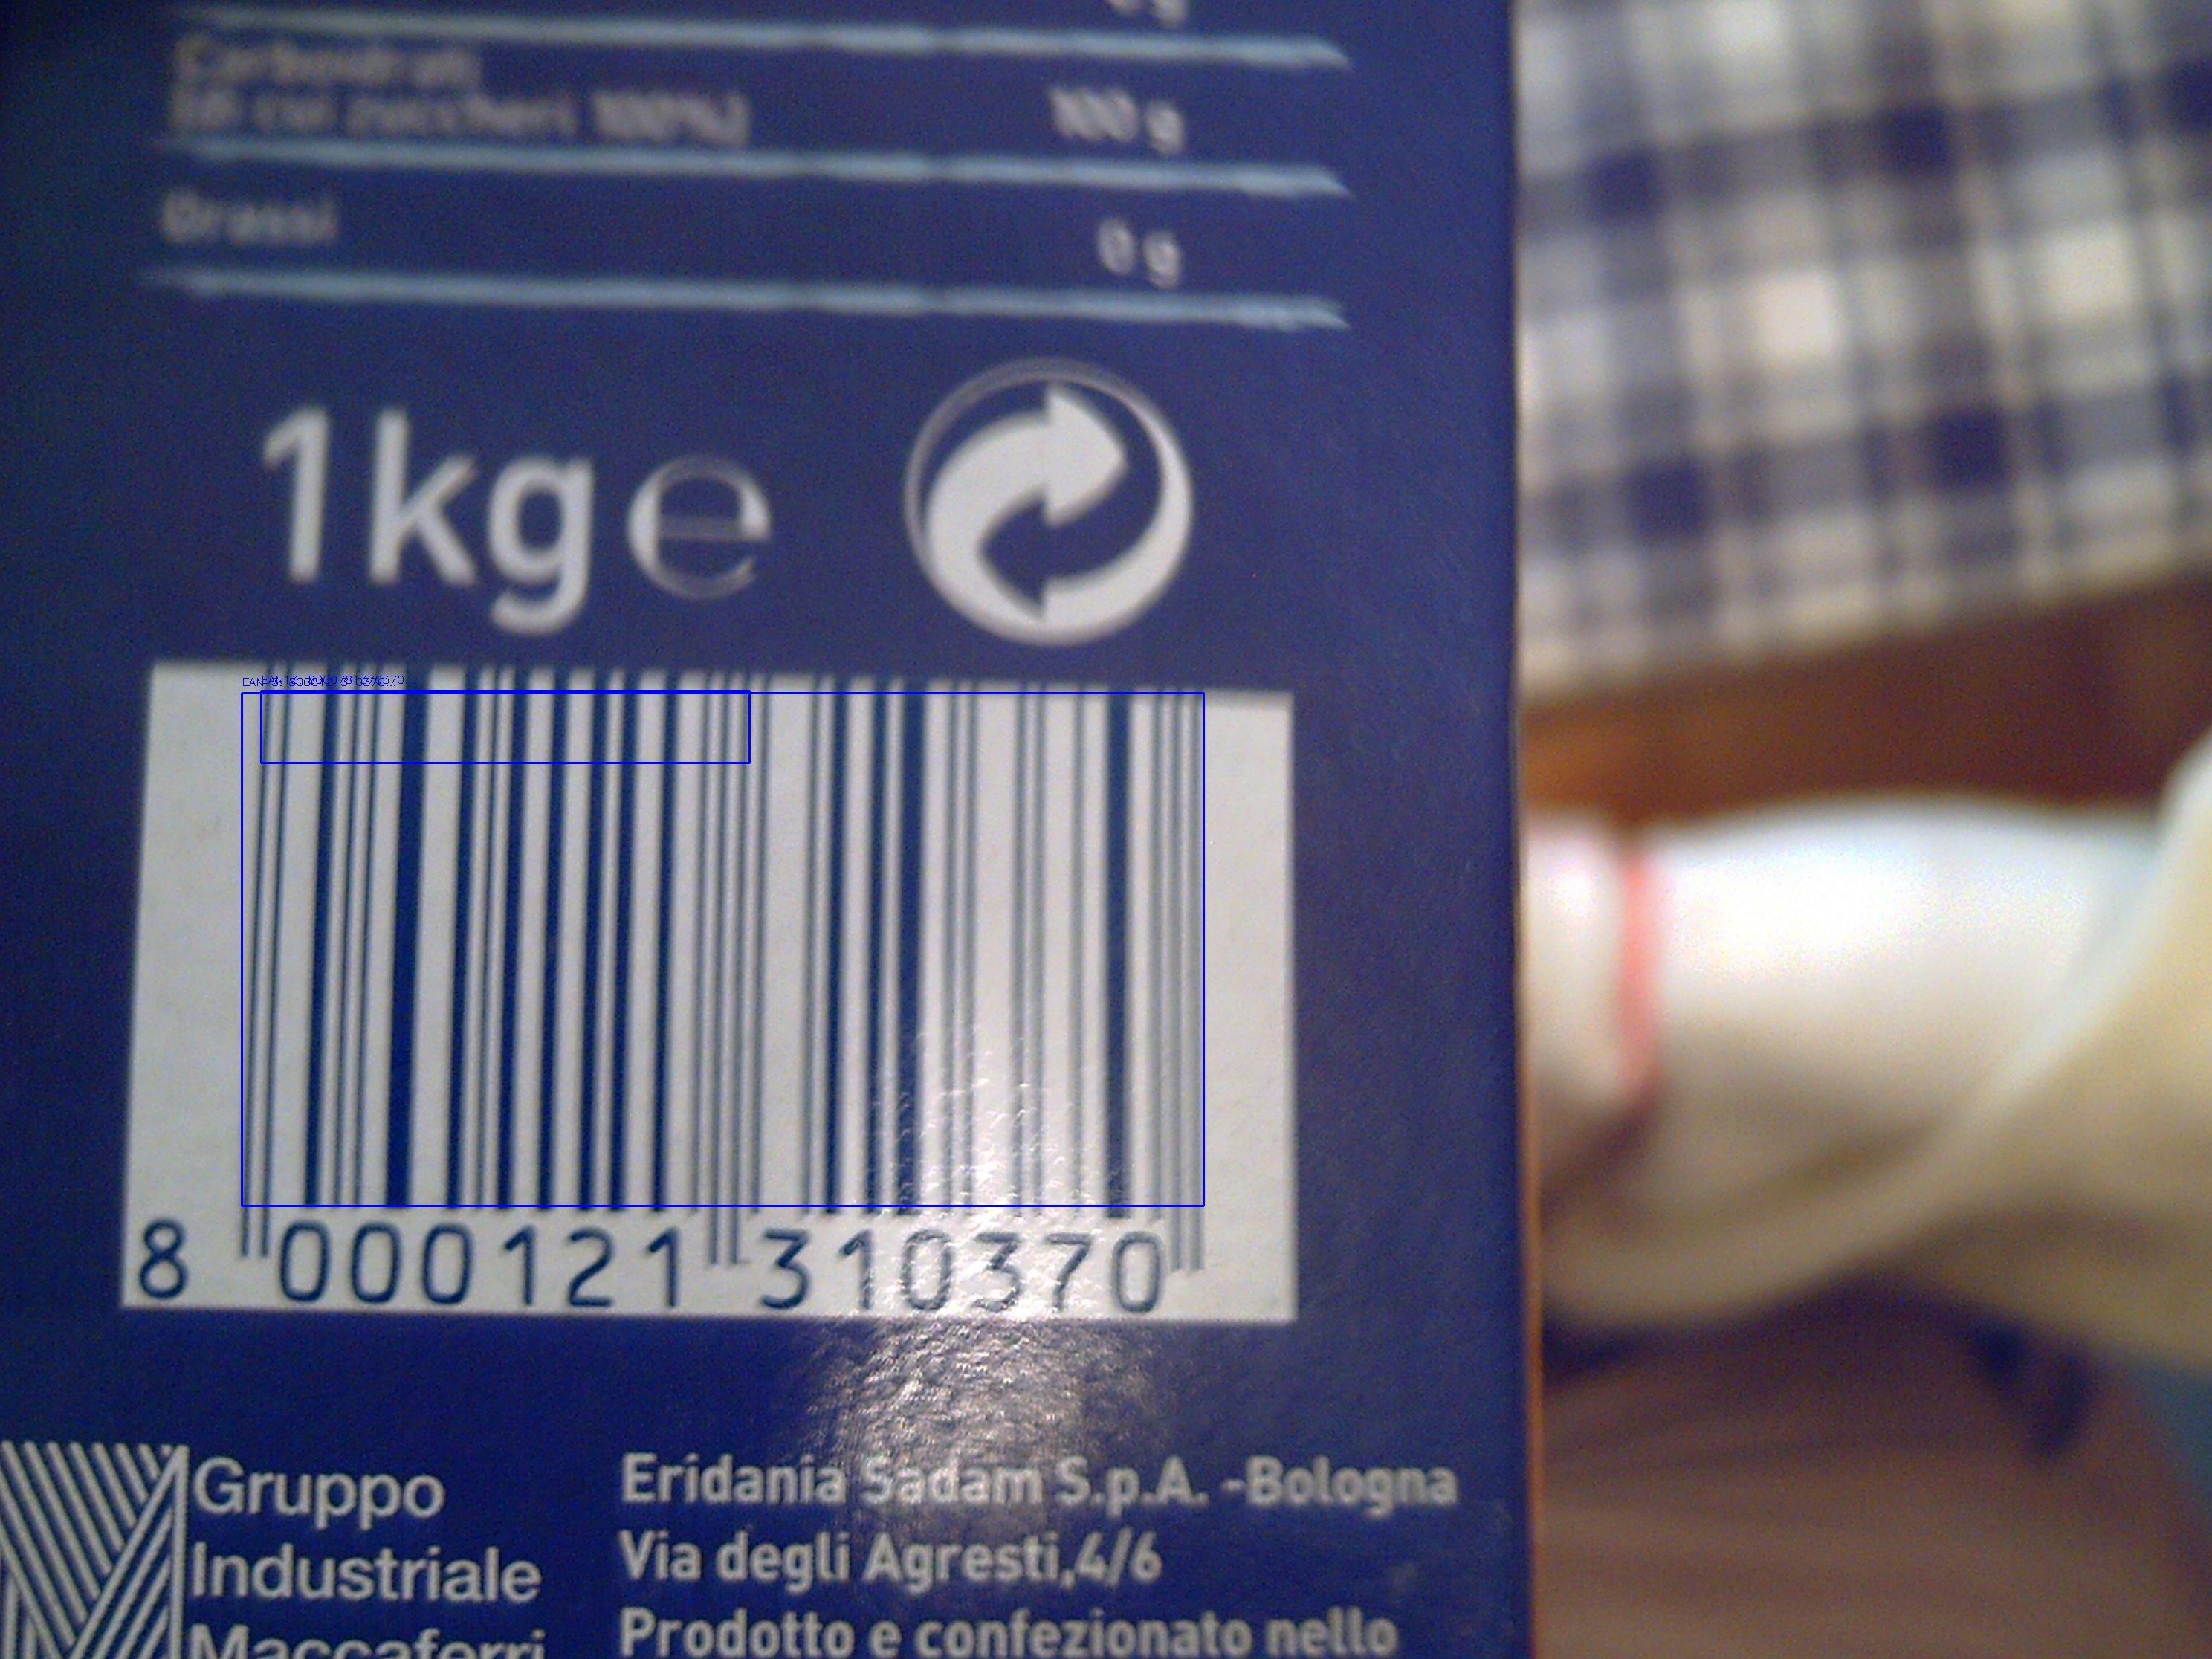 Carboidrati
(di cui zuccheri 100%) 100 g
Grassi 0 g
1kg e
8 000121 310370
Gruppo
Industriale
Maccaferri
Eridania Sadam S.p.A. -Bologna
Via degli Agresti,4/6
Prodotto e confezionato nello